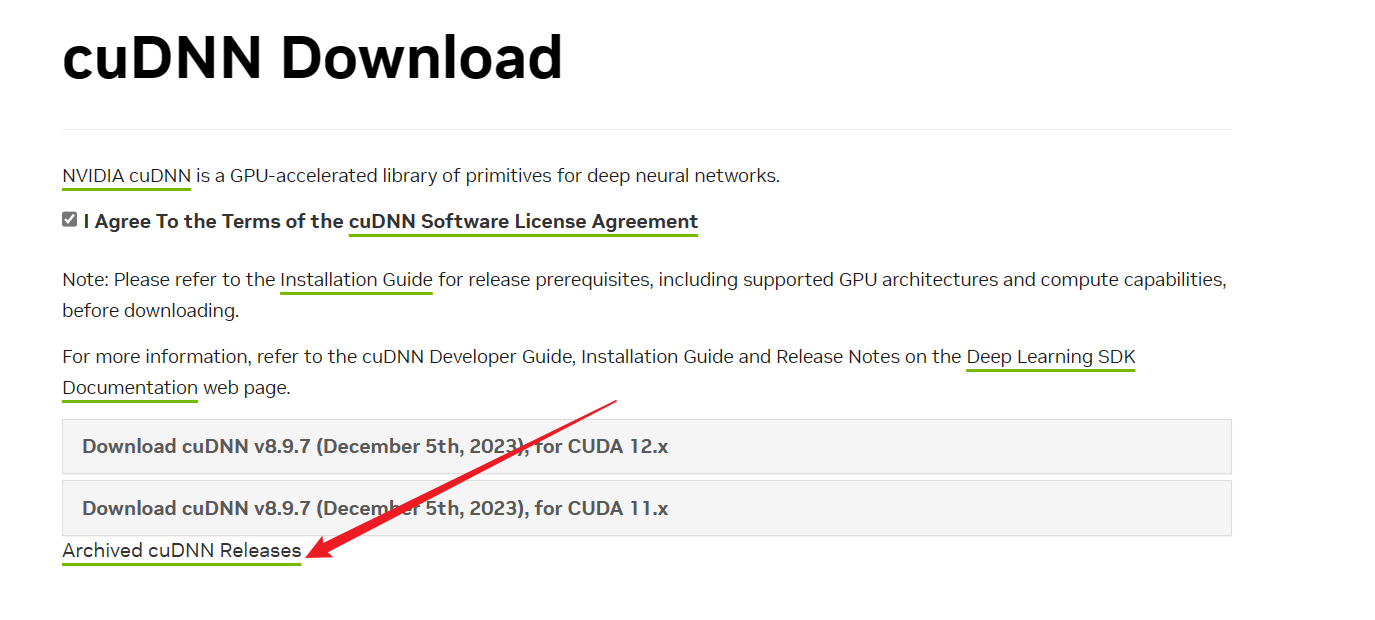 cuDNN Download
NVIDIA cuDNN is a GPU-accelerated library of primitives for deep neural networks.
I Agree To the Terms of the cuDNN Software License Agreement
Note: Please refer to the Installation Guide for release prerequisites, including supported GPU architectures and compute capabilities,
before downloading.
For more information, refer to the cuDNN Developer Guide, Installation Guide and Release Notes on the Deep Learning SDK
Documentation web page.
Download cuDNN v8.9.7 (December 5th, 2023), for CUDA 12.x
Download cuDNN v8.9.7 (December 5th, 2023), for CUDA 11.x
Archived cuDNN Releases